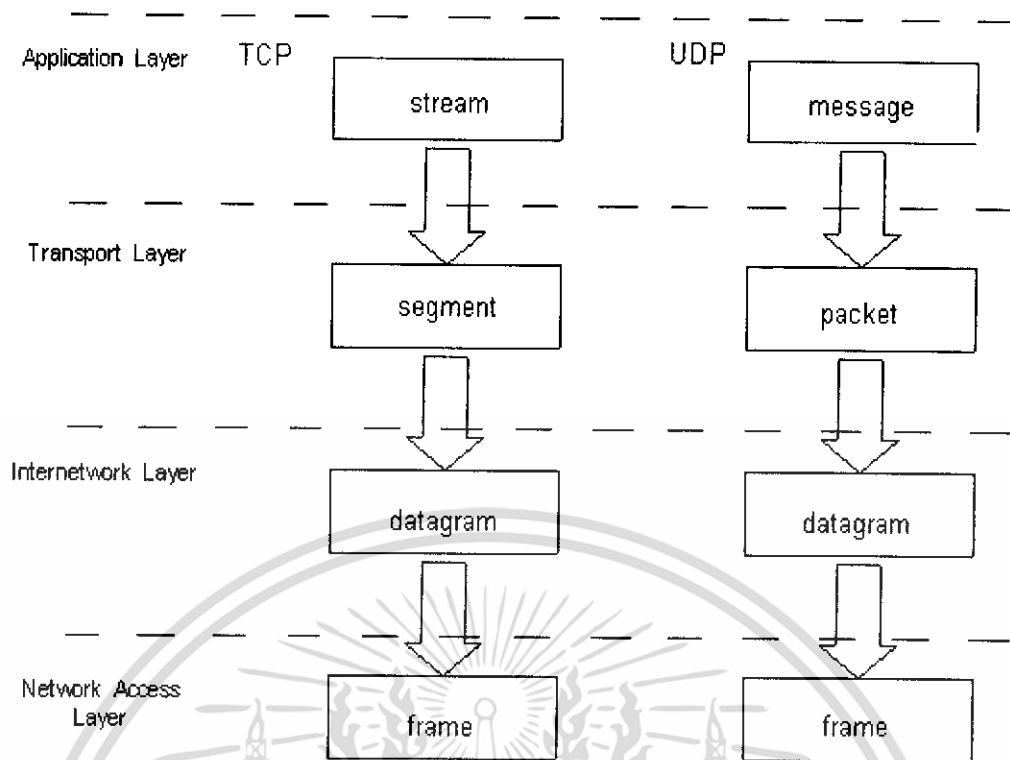 Application Layer TCP UDP
stream message
Transport Layer
segment packet
Internetwork Layer
datagram datagram
Network Access
Layer
frame frame